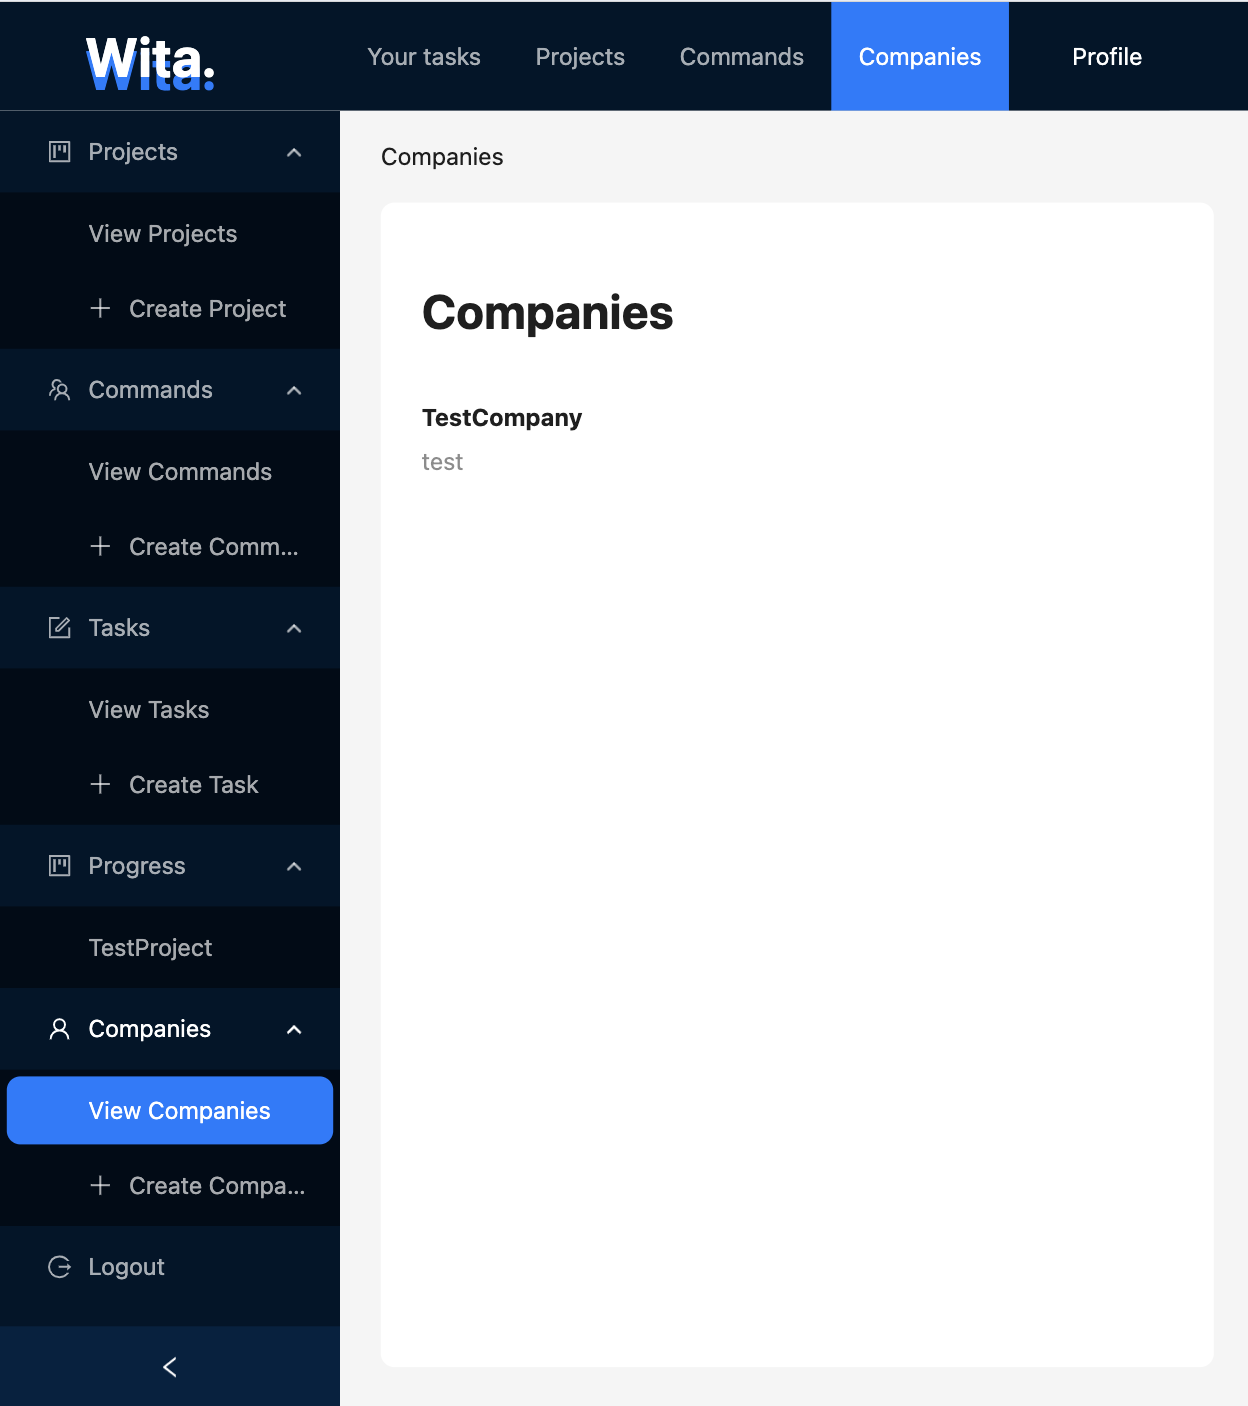 Wita.
Your tasks
Projects
Commands
Companies
Profile
Projects
View Projects
Create Project
Commands
View Commands
Create Comm...
Tasks
View Tasks
Create Task
Progress
TestProject
Companies
View Companies
Create Compa...
Logout
Companies
Companies
TestCompany
test